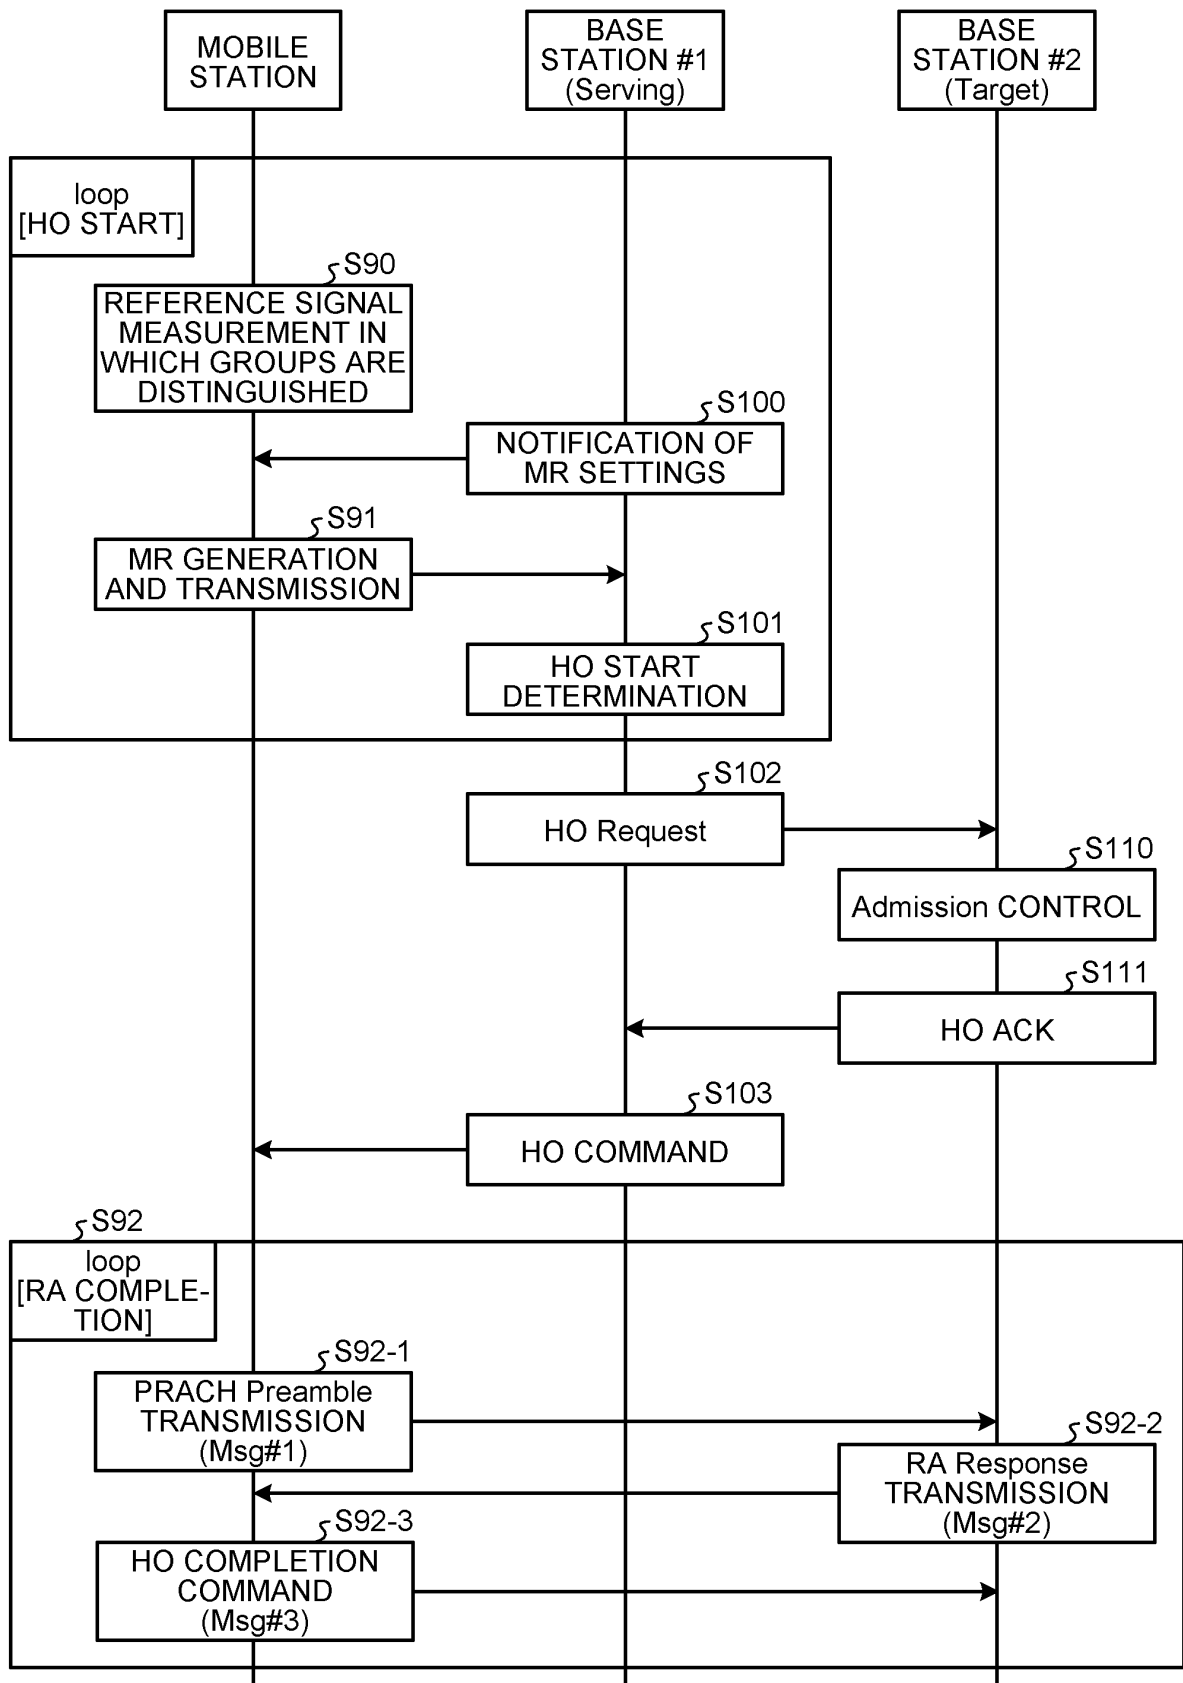 MOBILE
STATION
BASE
STATION #1
(Serving)
BASE
STATION #2
(Target)
loop
[HO START]
S90
REFERENCE SIGNAL
MEASUREMENT IN
WHICH GROUPS ARE
DISTINGUISHED
S100
NOTIFICATION OF
MR SETTINGS
S91
MR GENERATION
AND TRANSMISSION
S101
HO START
DETERMINATION
S102
HO Request
S110
Admission CONTROL
S111
HO ACK
S103
HO COMMAND
S92
loop
[RA COMPLE-
TION]
S92-1
PRACH Preamble
TRANSMISSION
(Msg#1)
S92-2
RA Response
TRANSMISSION
(Msg#2)
S92-3
HO COMPLETION
COMMAND
(Msg#3)